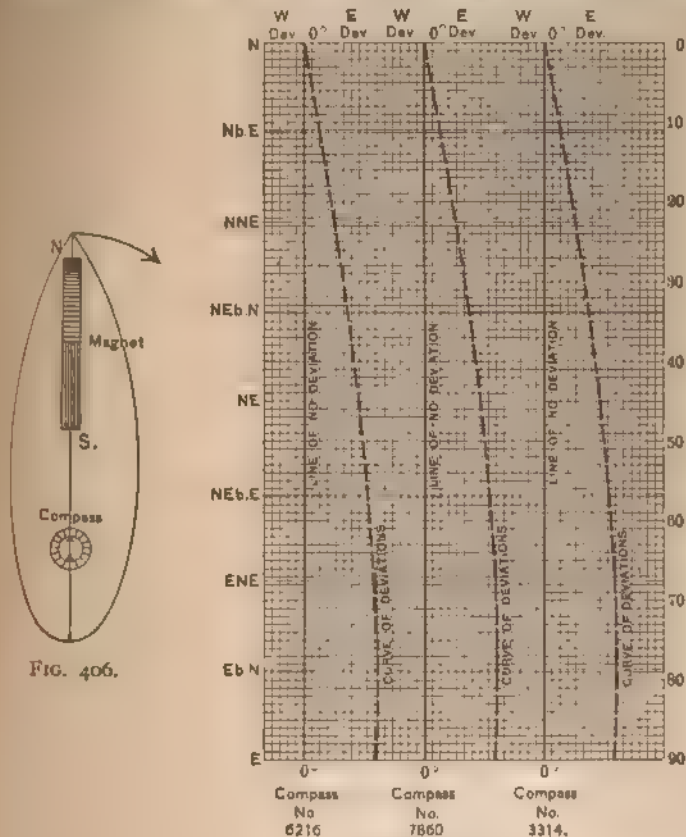 W E W E W E
Dev. 0° Dev Dev 0° Dev. Dev 0° Dev.
N 0
Nb.E 10
NNE 20
NEb.N 30
NE 40
50
NEb.E 60
ENE 70
Eb N 80
E 90
LINE OF NO DEVIATION
LINE OF NO DEVIATION
LINE OF NO DEVIATION
CURVE OF DEVIATIONS
CURVE OF DEVIATIONS
CURVE OF DEVIATIONS
0° 0° 0°
Compass Compass Compass
No No. No.
6216 7860 3314.
N
Magnet
S.
Compass
FIG. 406.